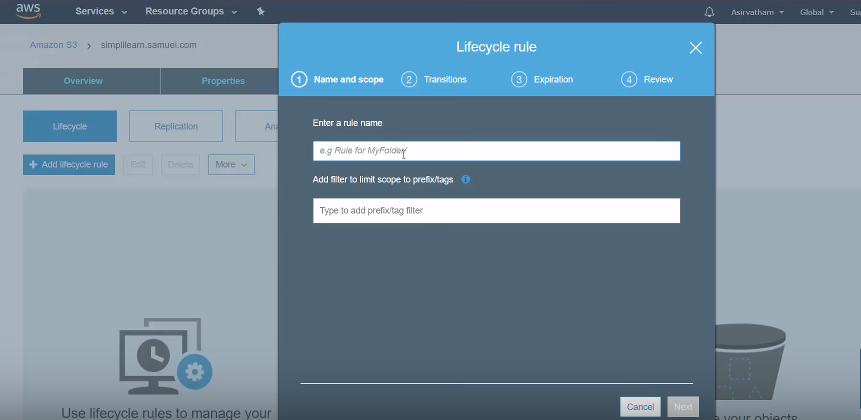 aws Services Resource Groups Asirvatham Global
Amazon S3 > simplilearn.samuel.com
Lifecycle rule
1 Name and scope 2 Transitions 3 Expiration 4 Review
Overview Properties
Enter a rule name
Lifecycle Replication
e.g Rule for MyFolder/
+ Add lifecycle rule Edit Delete More
Add filter to limit scope to prefix/tags
Type to add prefix/tag filter
Use lifecycle rules to manage your
your objects
Cancel Next